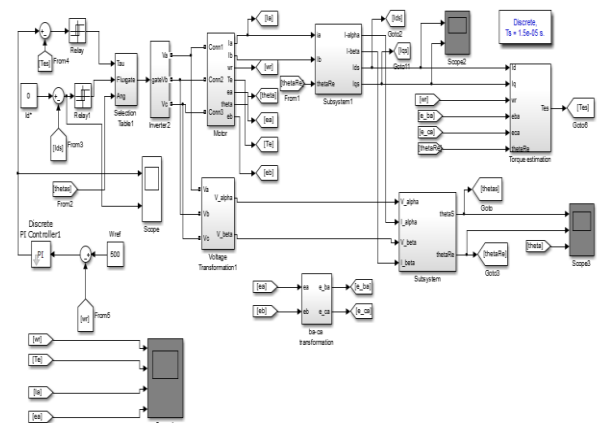 [Tes]
From4
Relay
0
Id*
Relay1
[Ids]
From3
[thetas]
From2
Tau
Fluxgate
Ang
Selection
Table1
gate
Va
Vb
Vc
Inverter2
Conn1
Conn2
Conn3
Ia
Ib
wr
Te
ea
theta
eb
Motor
[Ia]
[wr]
[theta]
[ea]
[Te]
[eb]
[thetaRe]
From1
ia
ib
thetaRe
I-alpha
I-beta
Ids
Iqs
Subsystem1
[Ids]
Goto2
[Iqs]
Goto11
Scope2
Discrete,
Ts = 1.5e-05 s.
[wr]
[e_ba]
[e_ca]
[thetaRe]
Id
Iq
wr
eba
eca
thetaRe
Tes
Torque estimation
[Tes]
Goto6
Scope
Va
Vb
Vc
V_alpha
V_beta
Voltage
Transformation1
V_alpha
I_alpha
V_beta
I_beta
thetaS
thetaRe
Subsystem
[thetas]
Goto
[thetaRe]
Goto3
[theta]
Scope3
Discrete
PI Controller1
PI
Wref
500
[wr]
From5
[ea]
[eb]
ea
eb
e_ba
e_ca
ba-ca
transformation
[e_ba]
[e_ca]
[wr]
[Te]
[Ia]
[ea]